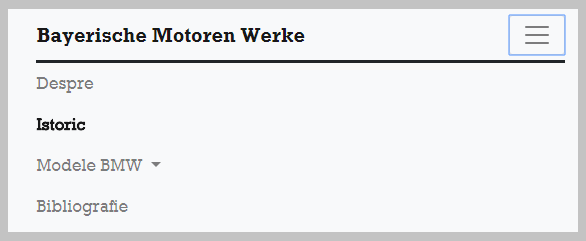 Bayerische Motoren Werke
Despre
Istoric
Modele BMW
Bibliografie